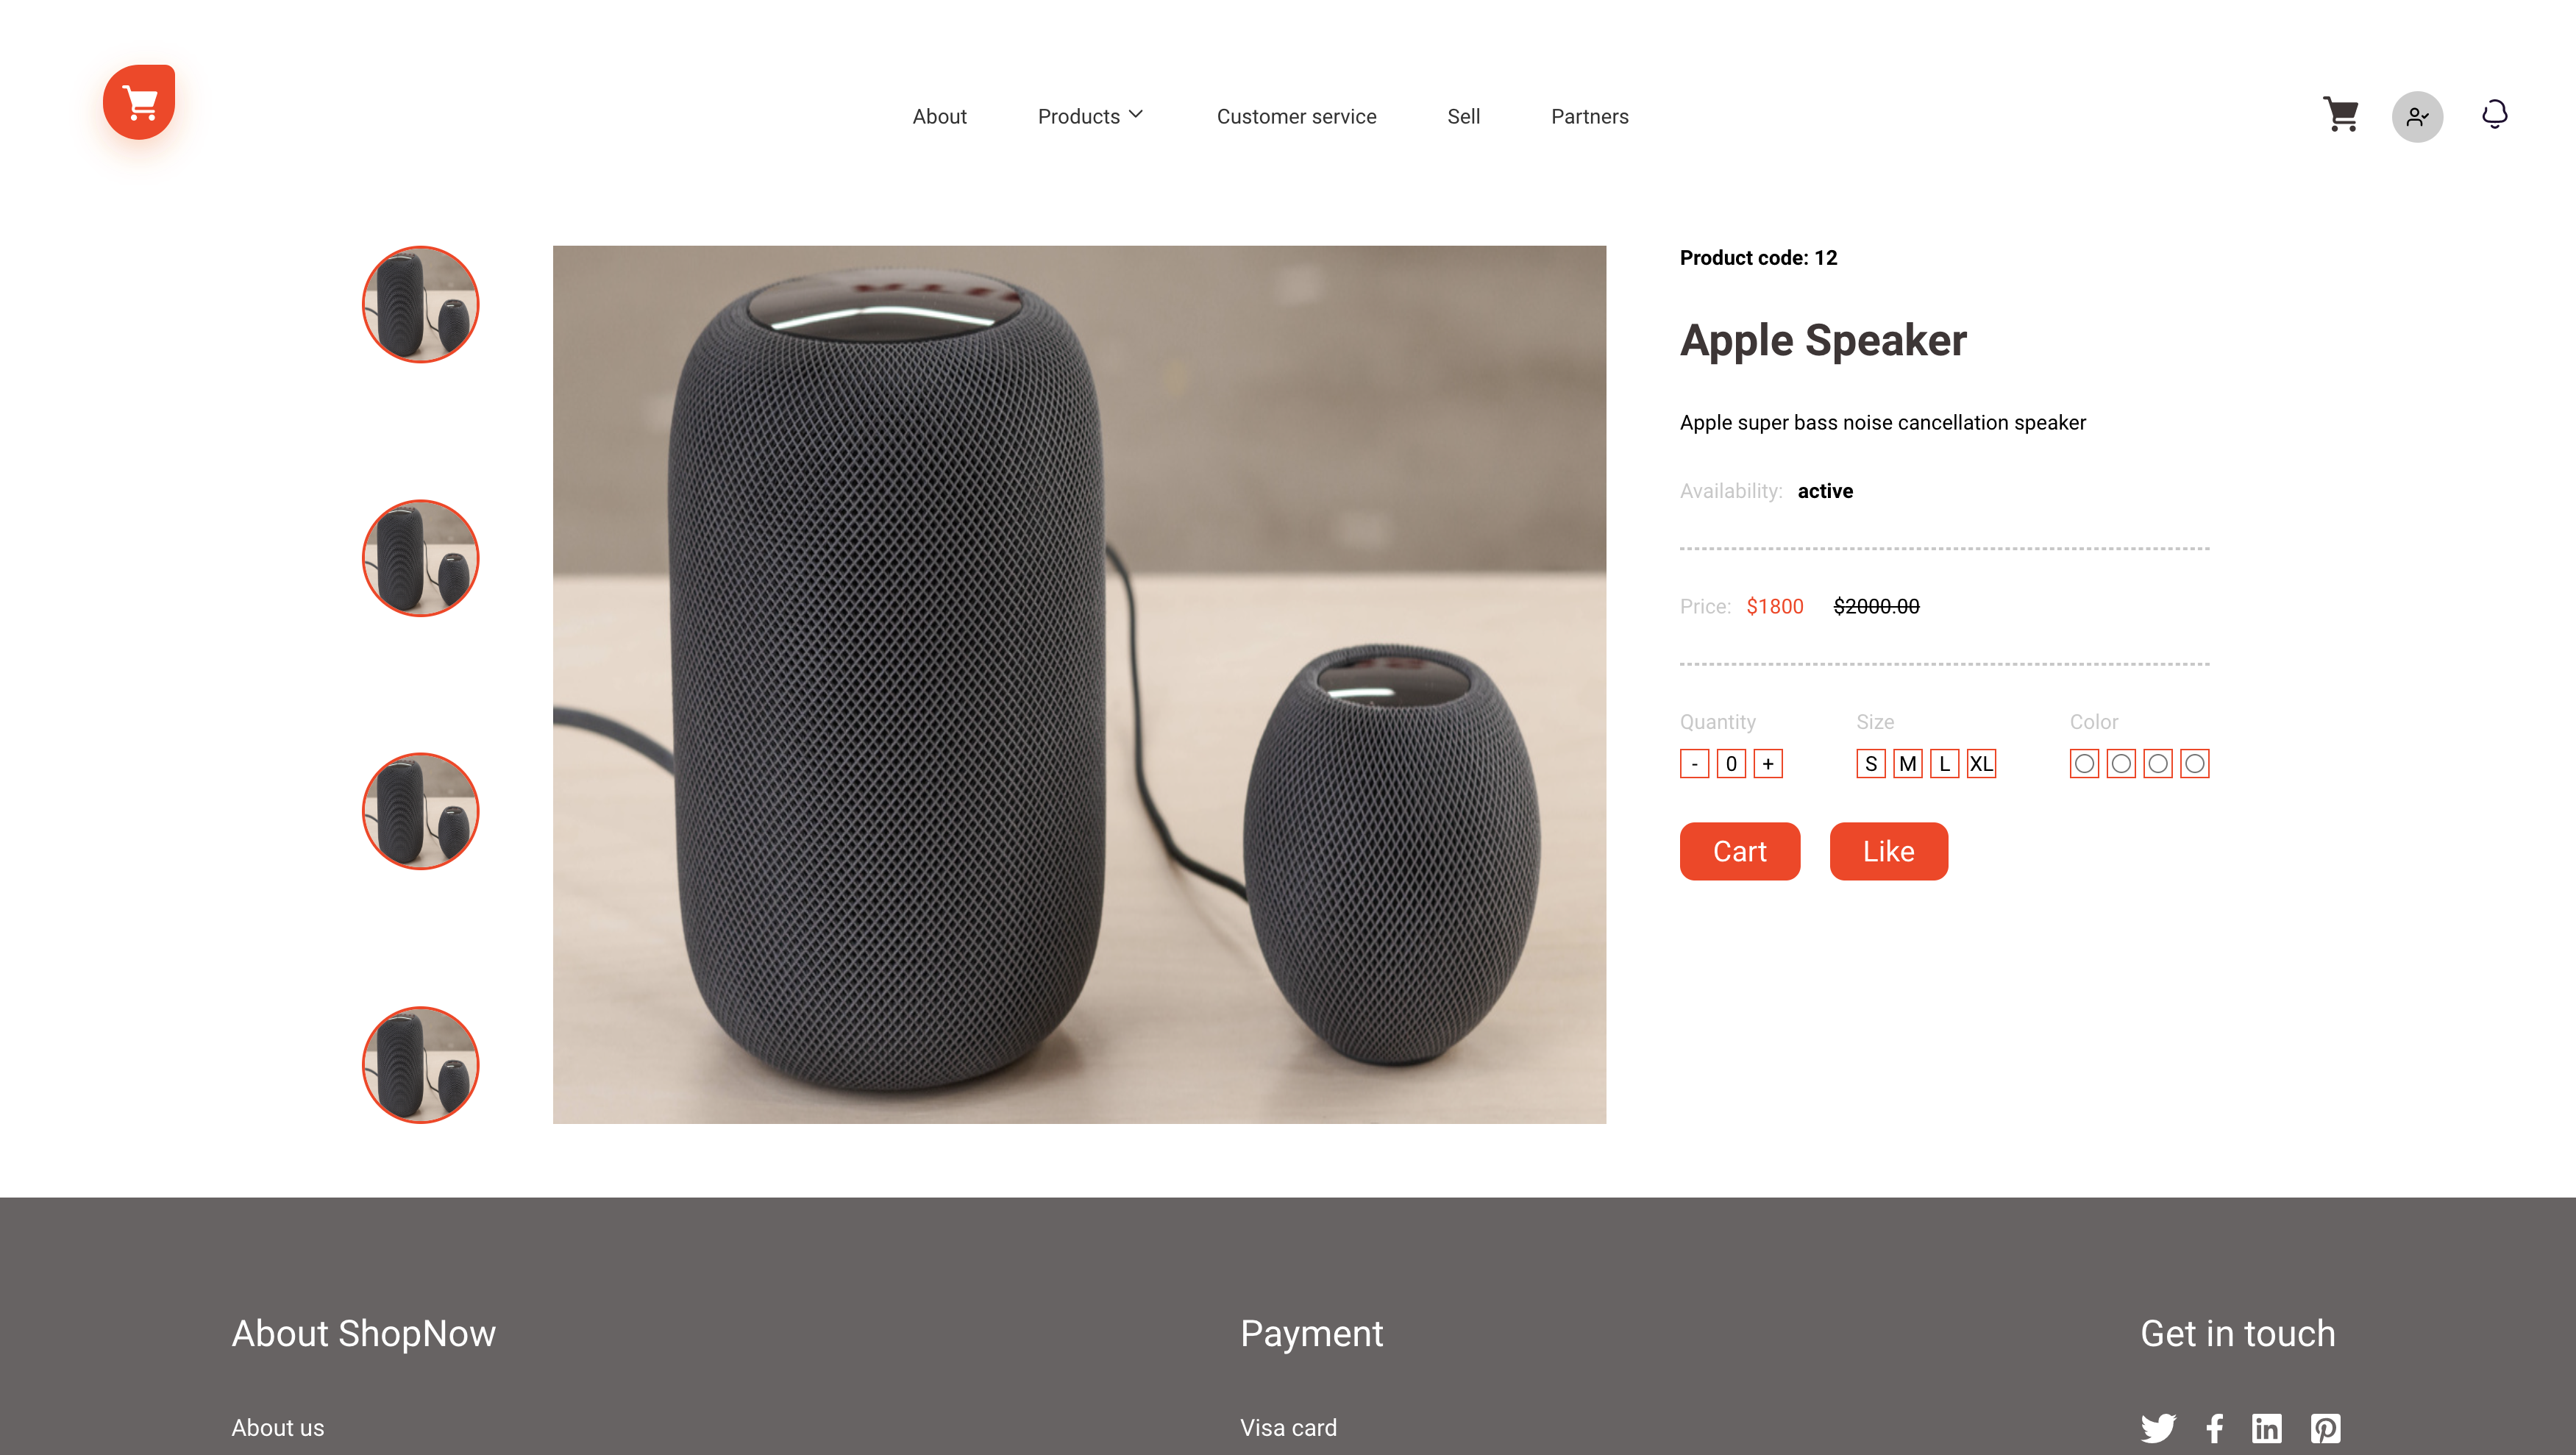 About Products Customer service Sell Partners
Product code: 12
Apple Speaker
Apple super bass noise cancellation speaker
Availability: active
Price: $1800 $2000.00
Quantity Size Color
- 0 + S M L XL
Cart Like
About ShopNow Payment Get in touch
About us Visa card